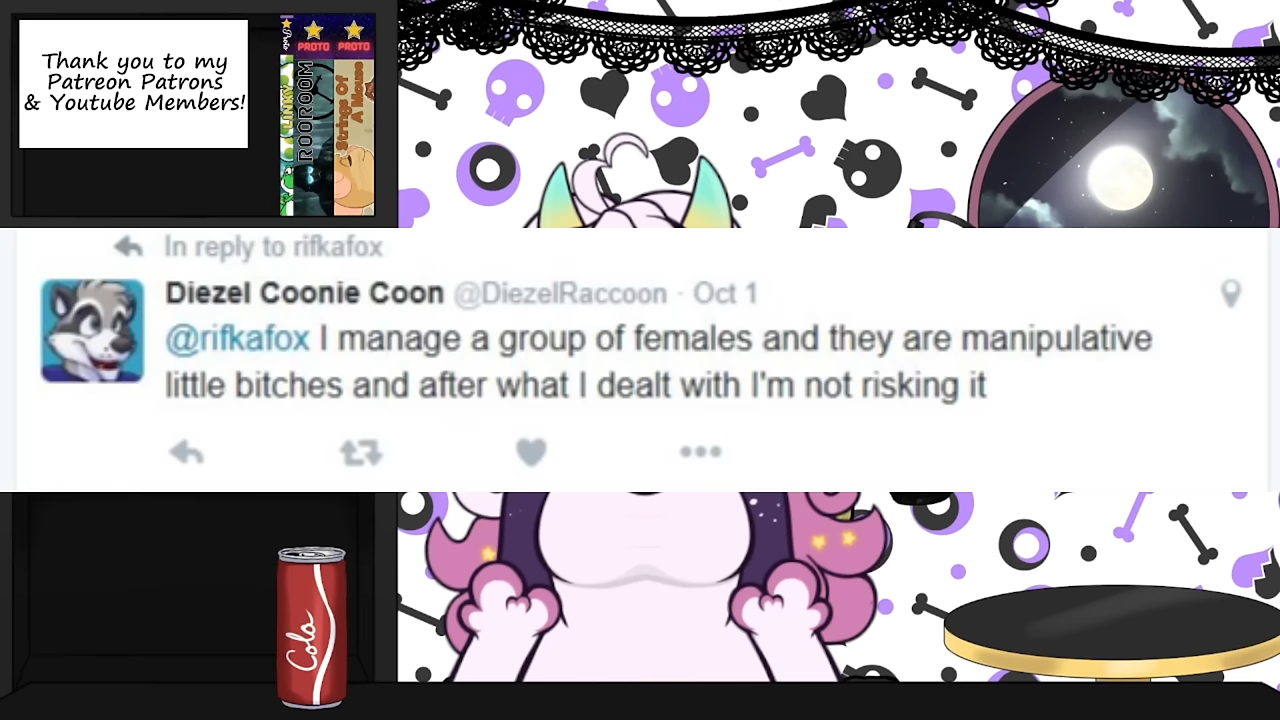 Thank you to my
Patreon Patrons
& Youtube Members!
PROTO
PROTO
LINKY
ROOROOM
Strings Of
A Mouse
In reply to rifkafox
Diezel Coonie Coon @DiezelRaccoon · Oct 1
@rifkafox I manage a group of females and they are manipulative
little bitches and after what I dealt with I'm not risking it
Cola